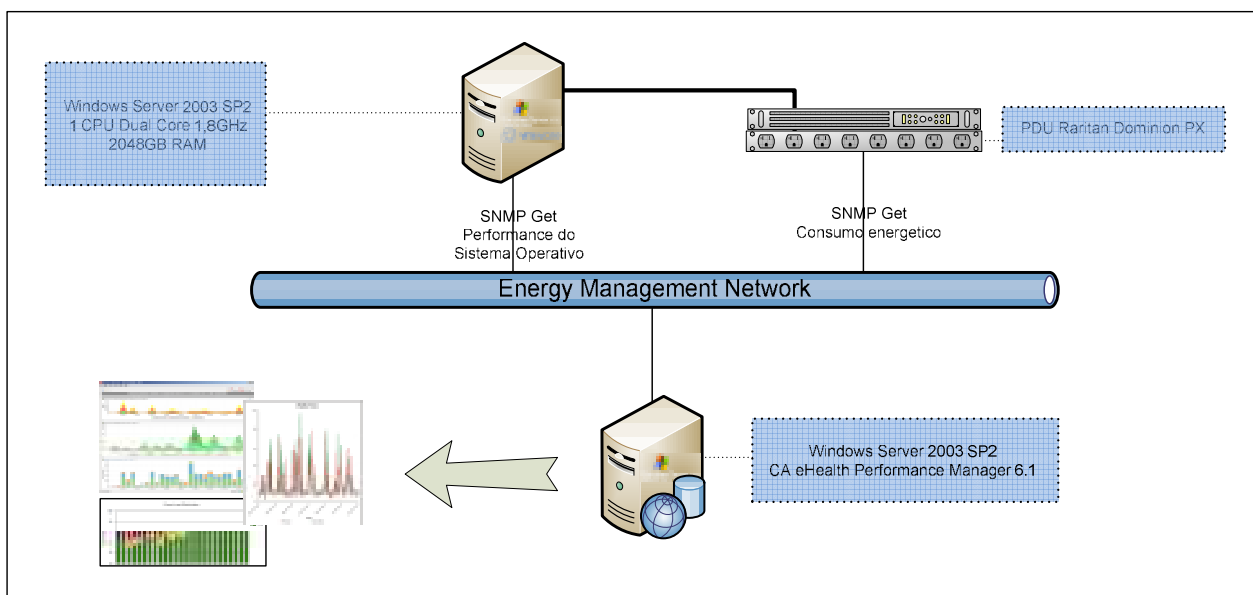 Windows Server 2003 SP2
1 CPU Dual Core 1,8GHz
2048GB RAM
PDU Raritan Dominion PX
SNMP Get
Performance do
Sistema Operativo
SNMP Get
Consumo energetico
Energy Management Network
Windows Server 2003 SP2
CA eHealth Performance Manager 6.1